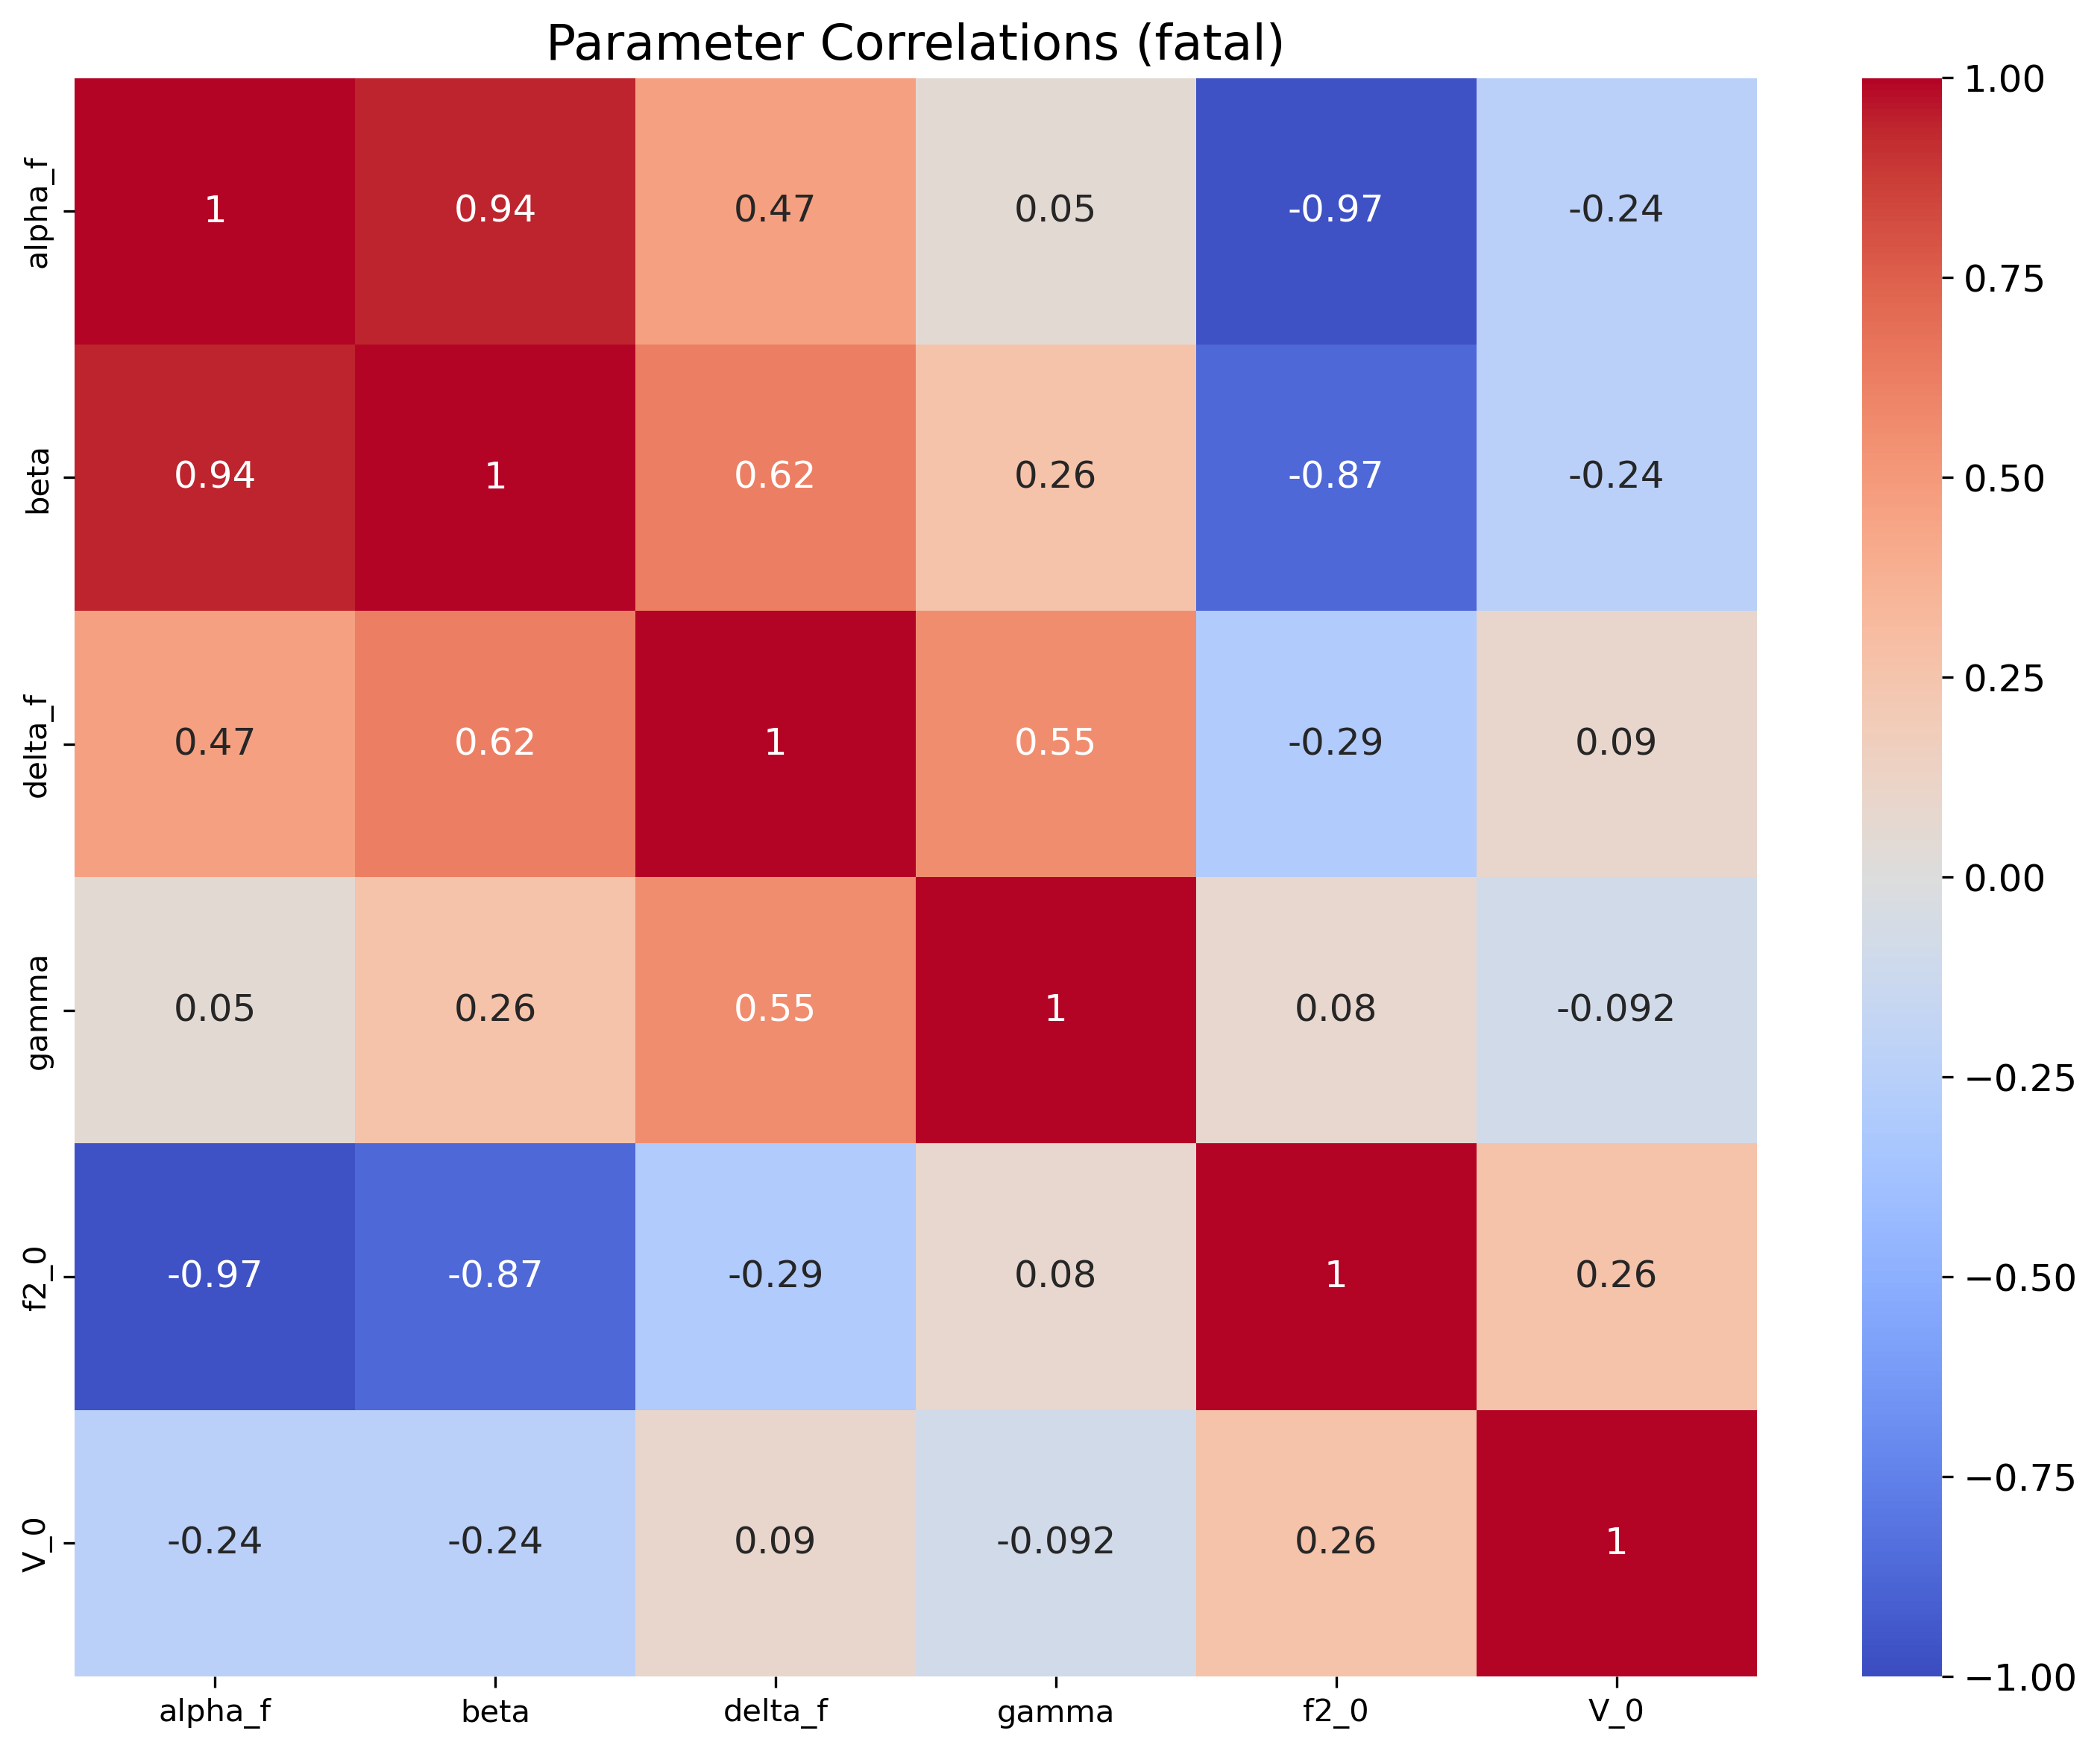 Parameter Correlations (fatal)
alpha_f 1 0.94 0.47 0.05 -0.97 -0.24
beta 0.94 1 0.62 0.26 -0.87 -0.24
delta_f 0.47 0.62 1 0.55 -0.29 0.09
gamma 0.05 0.26 0.55 1 0.08 -0.092
f2_0 -0.97 -0.87 -0.29 0.08 1 0.26
V_0 -0.24 -0.24 0.09 -0.092 0.26 1
alpha_f beta delta_f gamma f2_0 V_0
1.00
0.75
0.50
0.25
0.00
−0.25
−0.50
−0.75
−1.00